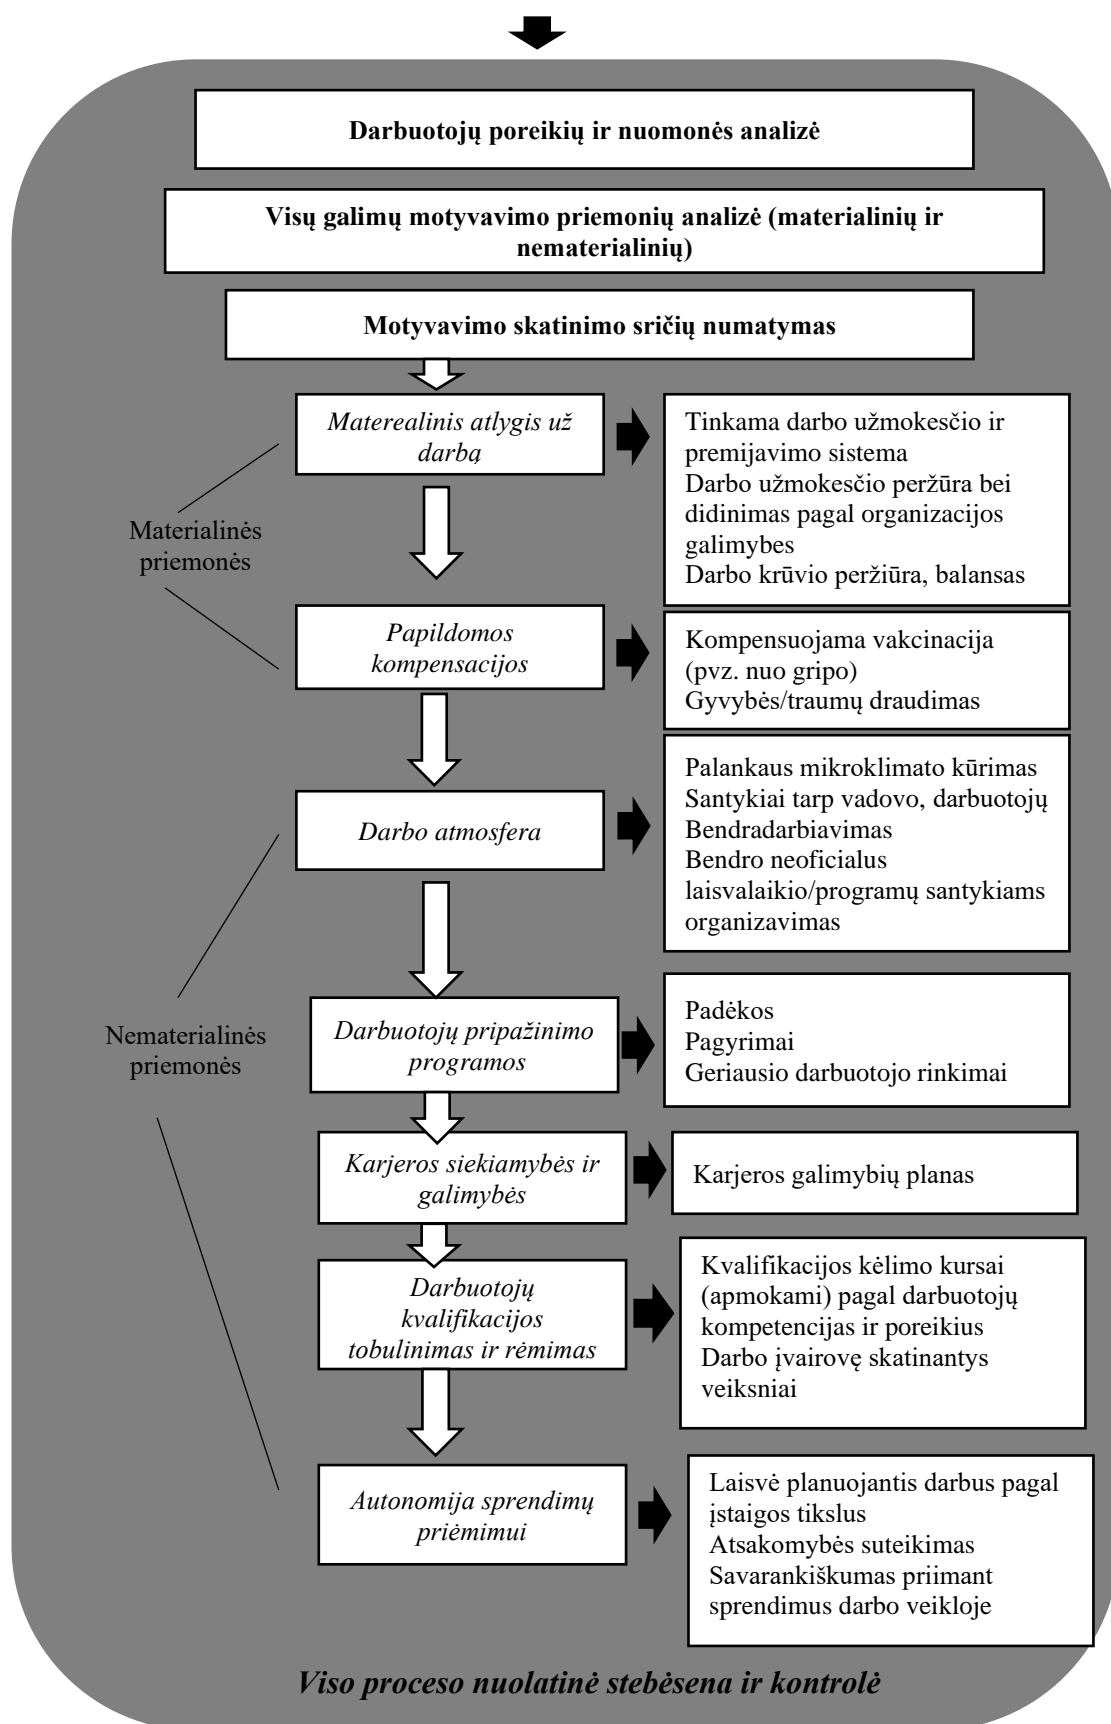 Darbuotojų poreikių ir nuomonės analizė
Visų galimų motyvavimo priemonių analizė (materialinių ir
nematerialinių)
Motyvavimo skatinimo sričių numatymas
Materealinis atlygis už
darbą
Tinkama darbo užmokesčio ir
premijavimo sistema
Darbo užmokesčio peržūra bei
didinimas pagal organizacijos
galimybes
Darbo krūvio peržiūra, balansas
Materialinės
priemonės
Papildomos
kompensacijos
Kompensuojama vakcinacija
(pvz. nuo gripo)
Gyvybės/traumų draudimas
Darbo atmosfera
Palankaus mikroklimato kūrimas
Santykiai tarp vadovo, darbuotojų
Bendradarbiavimas
Bendro neoficialus
laisvalaikio/programų santykiams
organizavimas
Nematerialinės
priemonės
Darbuotojų pripažinimo
programos
Padėkos
Pagyrimai
Geriausio darbuotojo rinkimai
Karjeros siekiamybės ir
galimybės
Karjeros galimybių planas
Darbuotojų
kvalifikacijos
tobulinimas ir rėmimas
Kvalifikacijos kėlimo kursai
(apmokami) pagal darbuotojų
kompetencijas ir poreikius
Darbo įvairovę skatinantys
veiksniai
Autonomija sprendimų
priėmimui
Laisvė planuojantis darbus pagal
įstaigos tikslus
Atsakomybės suteikimas
Savarankiškumas priimant
sprendimus darbo veikloje
Viso proceso nuolatinė stebėsena ir kontrolė